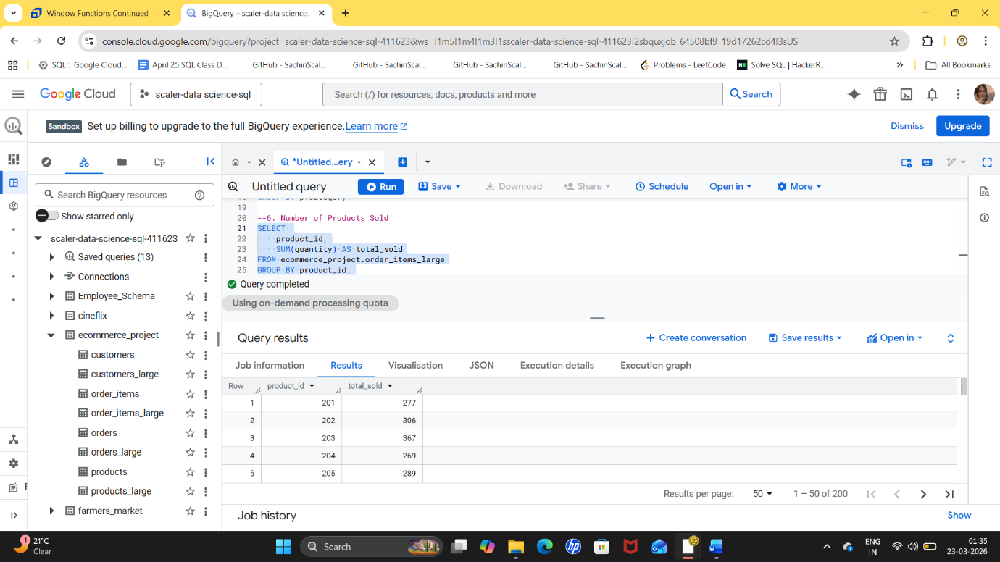 Window Functions Continued -
BigQuery – scaler-data science.
console.cloud.google.com/bigquery?project=scaler-data-science-sql-411623&ws=!1m5!1m4!1m3!1sscaler-data-science-sql-411623!2sbquxjob_64508bf9_19d17262cd4!3sUS
SQL : Google Cloud...
April 25 SQL Class D...
GitHub - SachinScal...
GitHub - SachinScal...
GitHub - SachinScal...
GitHub - SachinScal...
Problems - LeetCode
Solve SQL | HackerR...
»
All Bookmarks
Google Cloud
scaler-data science-sql
Search (/) for resources, docs, products and more
Search
Sandbox
Set up billing to upgrade to the full BigQuery experience. Learn more
Dismiss
Upgrade
*Untitled...ery
Search BigQuery resources
Show starred only
scaler-data-science-sql-411623
Saved queries (13)
Connections
Employee_Schema
cineflix
ecommerce_project
customers
customers_large
order_items
order_items_large
orders
orders_large
products
products_large
farmers_market
Untitled query
Run
Save
Download
Share
Schedule
Open in
More
19
20 --6. Number of Products Sold
21 SELECT
22 product_id,
23 SUM(quantity) AS total_sold
24 FROM ecommerce_project.order_items_large
25 GROUP BY product_id;
Query completed
Using on-demand processing quota
Query results
Create conversation
Save results
Open in
Job information
Results
Visualisation
JSON
Execution details
Execution graph
Row product_id total_sold
1 201 277
2 202 306
3 203 367
4 204 269
5 205 289
Results per page: 50 1 – 50 of 200
Job history
Show
1
21°C
Clear
Search
ENG
IN
01:35
23-03-2026